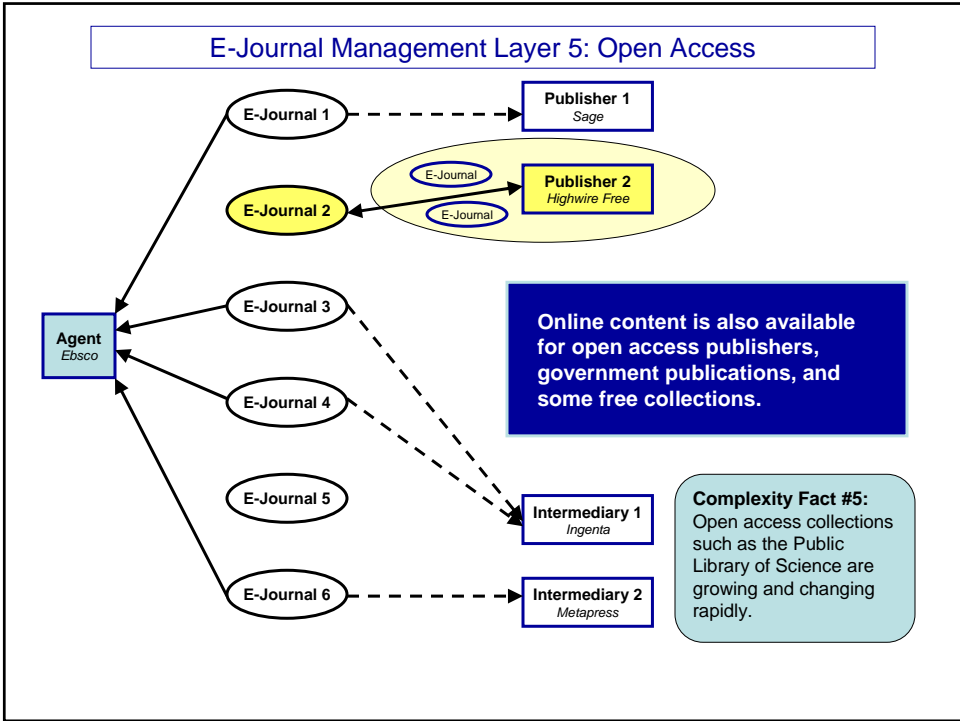 E-Journal Management Layer 5: Open Access
E-Journal 1
Publisher 1
Sage
E-Journal 2
E-Journal
E-Journal
Publisher 2
Highwire Free
E-Journal 3
Agent
Ebsco
Online content is also available
for open access publishers,
government publications, and
some free collections.
E-Journal 4
E-Journal 5
Intermediary 1
Ingenta
Complexity Fact #5:
Open access collections
such as the Public
Library of Science are
growing and changing
rapidly.
E-Journal 6
Intermediary 2
Metapress